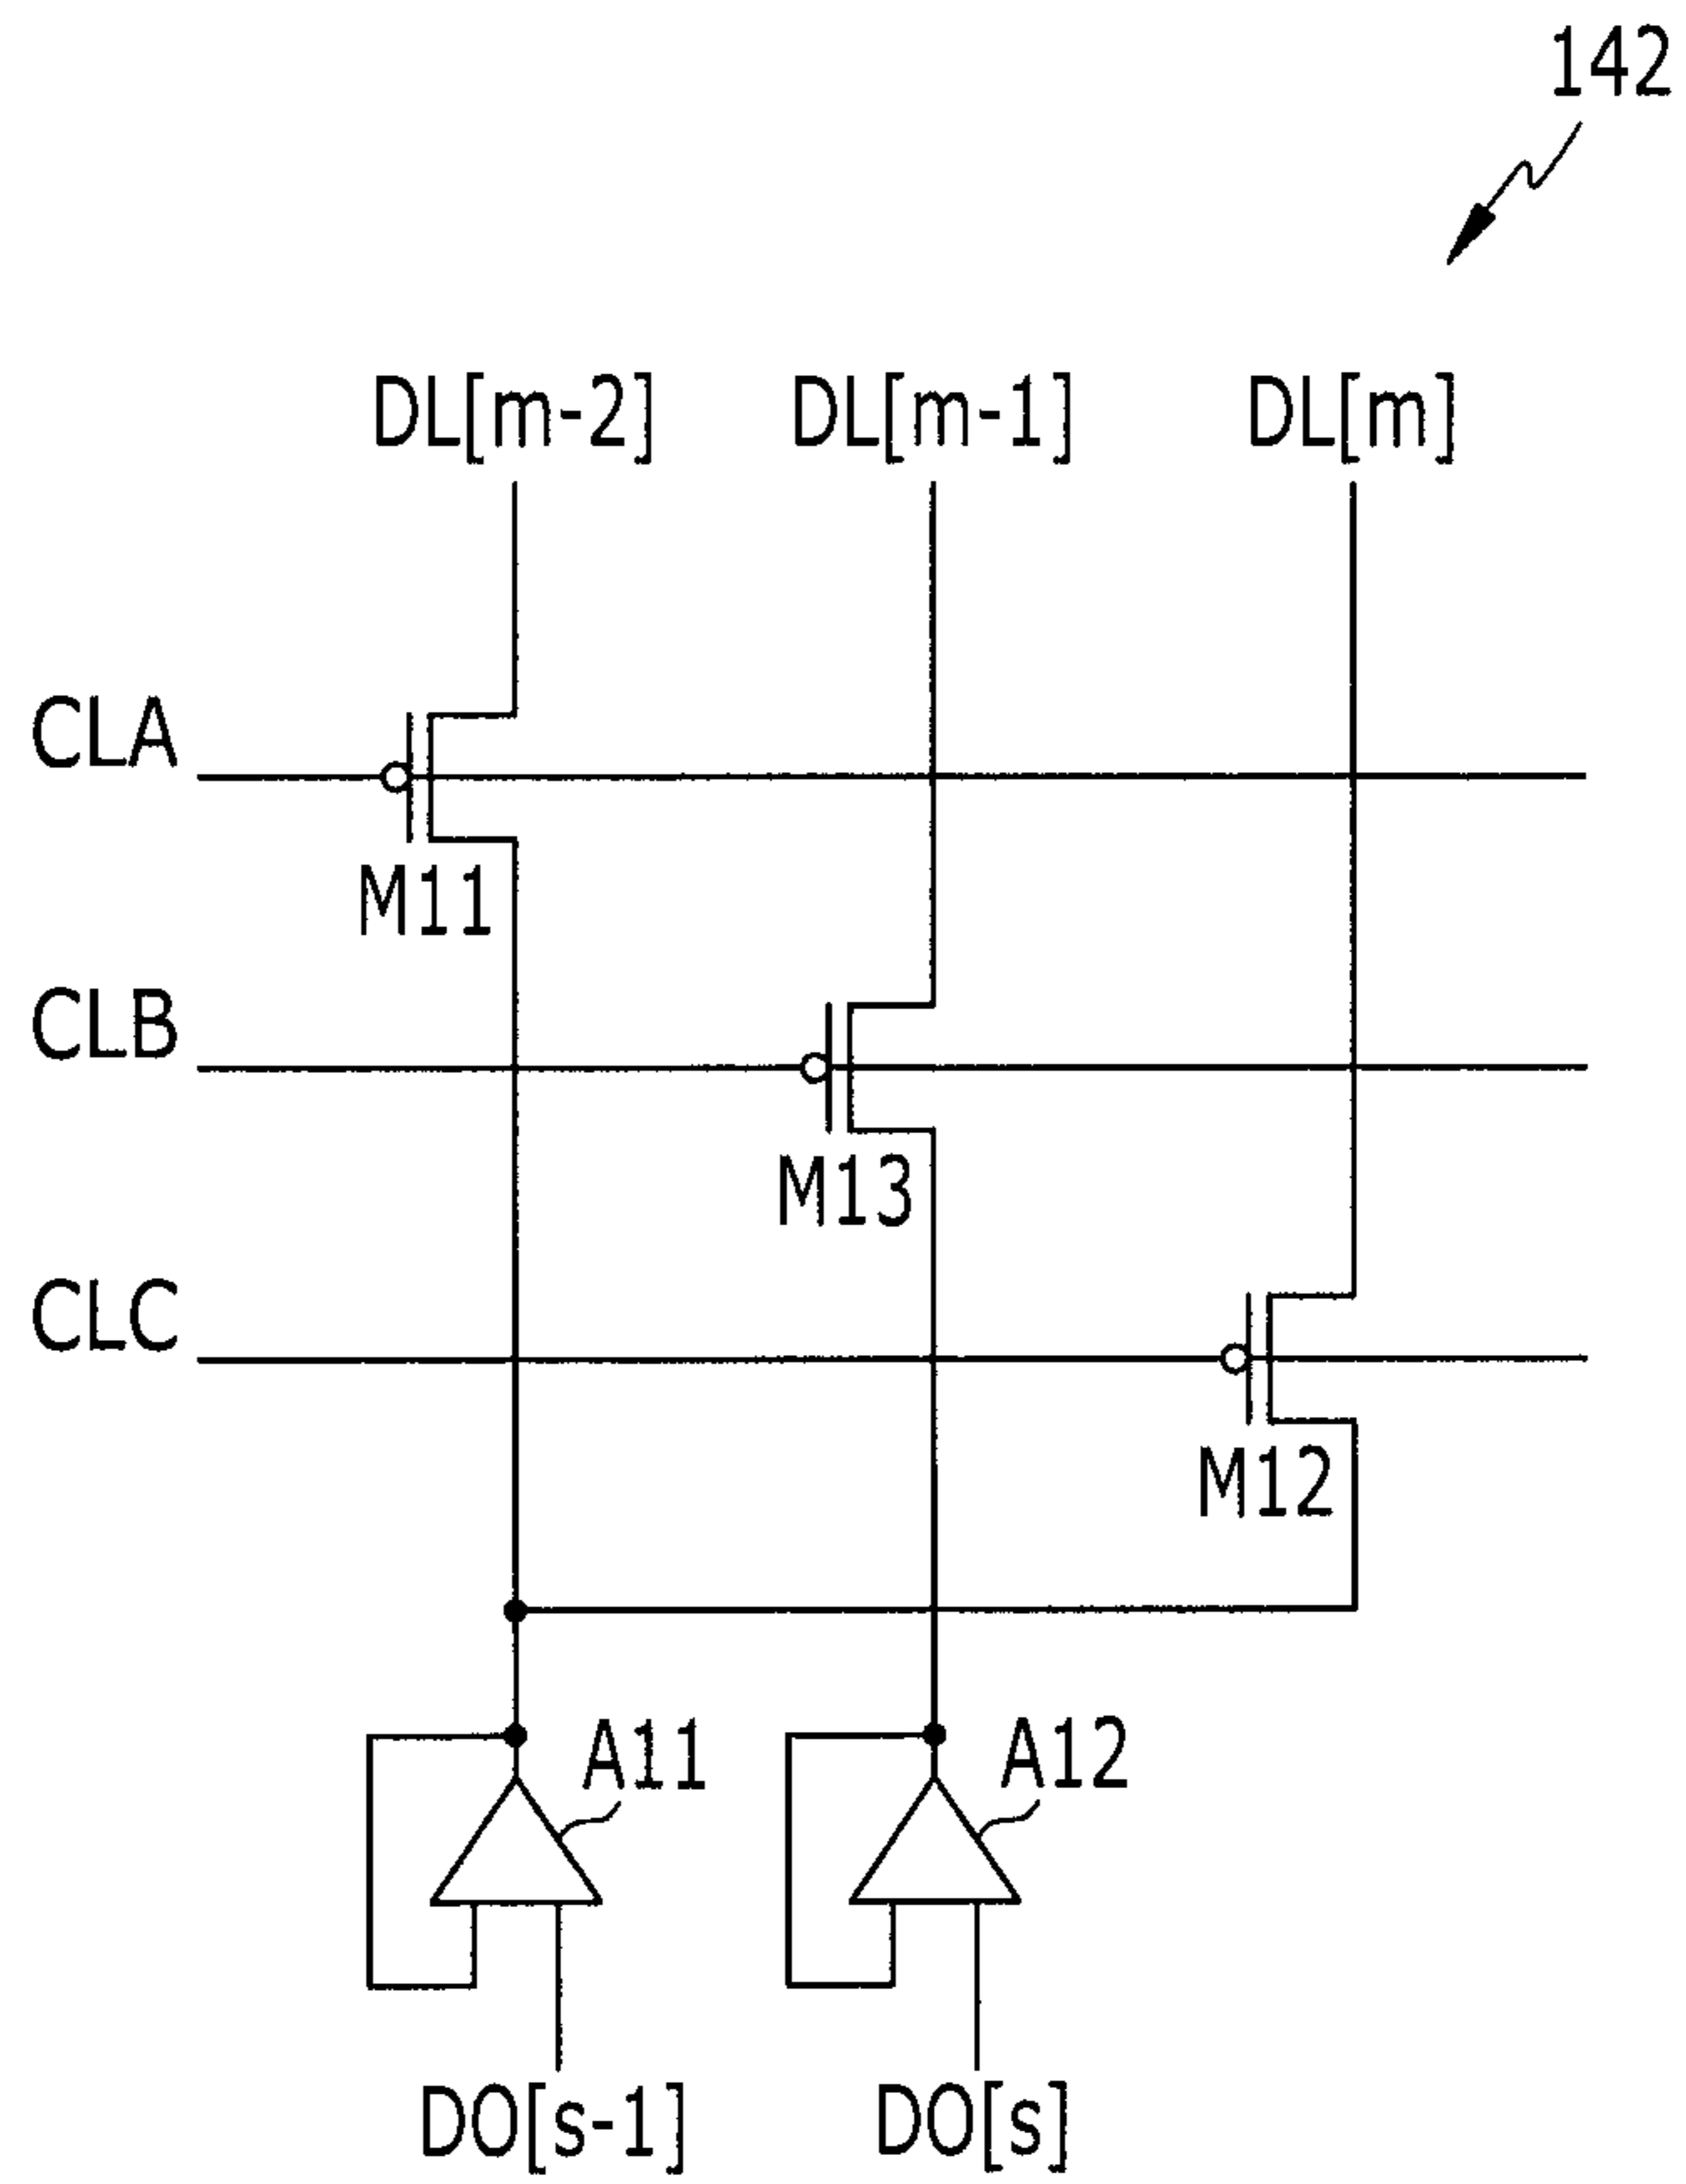 142
DL[m-2] DL[m-1] DL[m]
CLA
M11
CLB
M13
CLC
M12
A11 A12
DO[s-1] DO[s]